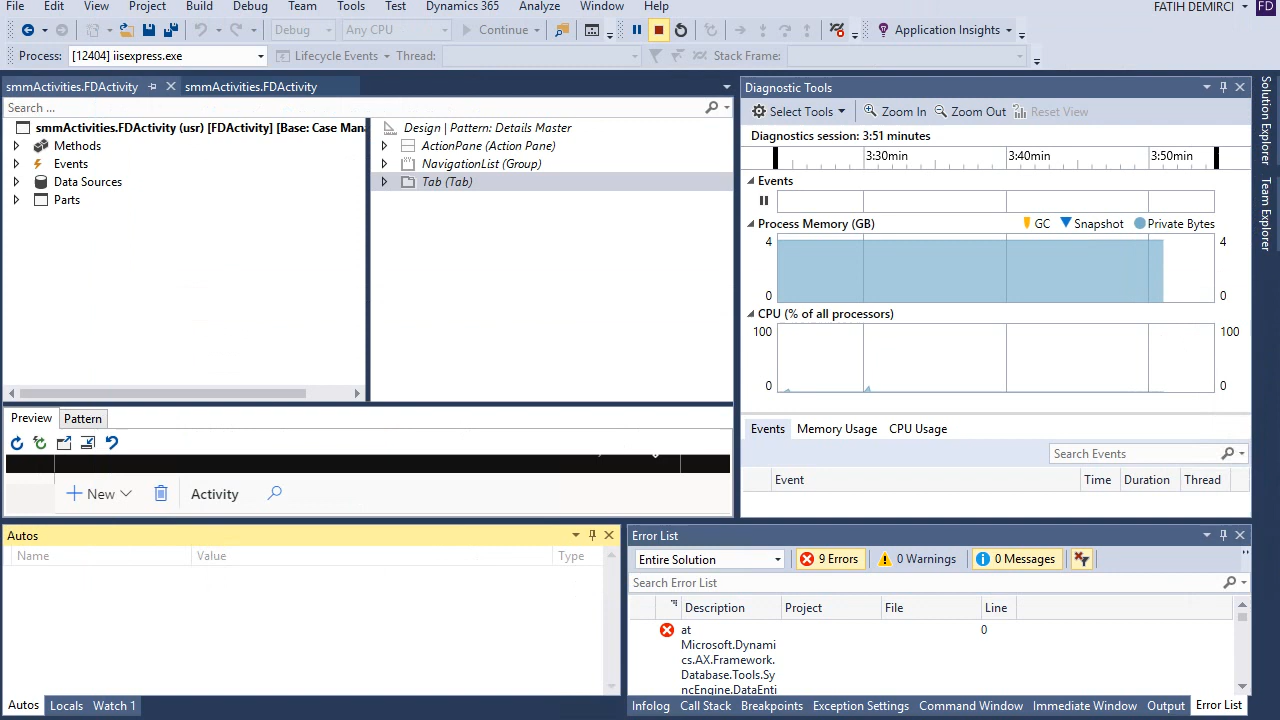 File Edit View Project Build Debug Team Tools Test Dynamics 365 Analyze Window Help FATIH DEMIRCI FD
Debug Any CPU Continue Application Insights
Process: [12404] iisexpress.exe Lifecycle Events Thread: Stack Frame:
smmActivities.FDActivity smmActivities.FDActivity
Search ...
smmActivities.FDActivity (usr) [FDActivity] [Base: Case Man
Methods
Events
Data Sources
Parts
Design | Pattern: Details Master
ActionPane (Action Pane)
NavigationList (Group)
Tab (Tab)
Preview Pattern
New Activity
Diagnostic Tools
Select Tools Zoom In Zoom Out Reset View
Diagnostics session: 3:51 minutes
3:30min 3:40min 3:50min
Events
Process Memory (GB) GC Snapshot Private Bytes
4 4
0 0
CPU (% of all processors)
100 100
0 0
Events Memory Usage CPU Usage
Search Events
Event Time Duration Thread
Solution Explorer
Team Explorer
Autos
Name Value Type
Autos Locals Watch 1
Error List
Entire Solution 9 Errors 0 Warnings 0 Messages
Search Error List
Description Project File Line
at 0
Microsoft.Dynami
cs.AX.Framework.
Database.Tools.Sy
ncEngine.DataEnti
Infolog Call Stack Breakpoints Exception Settings Command Window Immediate Window Output Error List